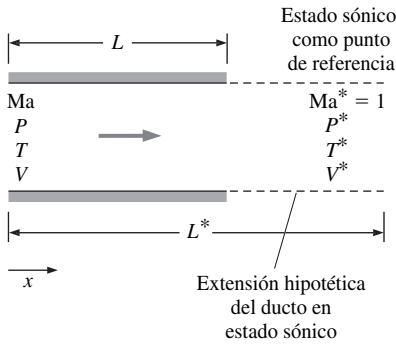 Estado sónico
como punto
de referencia
L
Ma
P
T
V
Ma* = 1
P*
T*
V*
L*
x
Extensión hipotética
del ducto en
estado sónico